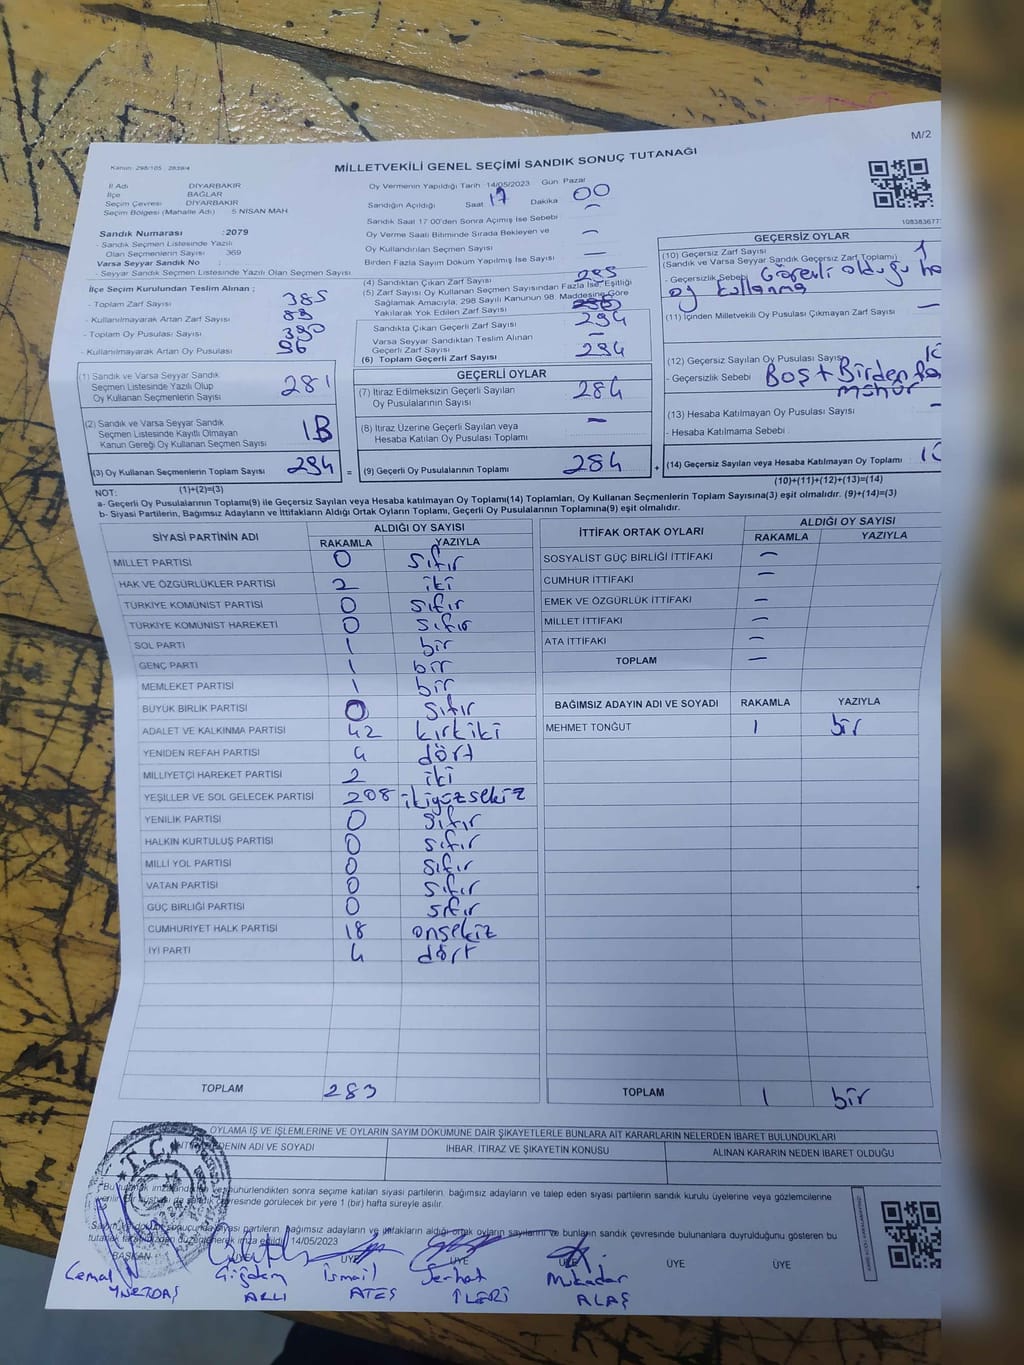 M/2
Kanun: 298/105 - 2839/4
MİLLETVEKİLİ GENEL SEÇİMİ SANDIK SONUÇ TUTANAĞI
İl Adı DİYARBAKIR
İlçe BAĞLAR
Seçim Çevresi DİYARBAKIR
Seçim Bölgesi (Mahalle Adı) 5 NİSAN MAH
Sandık Numarası : 2079
- Sandık Seçmen Listesinde Yazılı
Olan Seçmenlerin Sayısı 369
Varsa Seyyar Sandık No :
- Seyyar Sandık Seçmen Listesinde Yazılı Olan Seçmen Sayısı
İlçe Seçim Kurulundan Teslim Alınan ;
- Toplam Zarf Sayısı 385
- Kullanılmayarak Artan Zarf Sayısı
- Toplam Oy Pusulası Sayısı 380
- Kullanılmayarak Artan Oy Pusulası 96
Oy Vermenin Yapıldığı Tarih 14/05/2023 Gün Pazar
Sandığın Açıldığı Saat 17 Dakika 00
Sandık Saat 17:00'den Sonra Açılmış İse Sebebi –
Oy Verme Saati Bitiminde Sırada Bekleyen ve
Oy Kullandırılan Seçmen Sayısı –
Birden Fazla Sayım Döküm Yapılmış İse Sayısı —
(4) Sandıktan Çıkan Zarf Sayısı 295
(5) Zarf Sayısı Oy Kullanan Seçmen Sayısından Fazla İse, Eşitliği
Sağlamak Amacıyla, 298 Sayılı Kanunun 98. Maddesine Göre
Yakılarak Yok Edilen Zarf Sayısı
Sandıkta Çıkan Geçerli Zarf Sayısı 294
Varsa Seyyar Sandıktan Teslim Alınan
Geçerli Zarf Sayısı –
(6) Toplam Geçerli Zarf Sayısı 294
108383677
GEÇERSİZ OYLAR
(10) Geçersiz Zarf Sayısı 1
(Sandık ve Varsa Seyyar Sandık Geçersiz Zarf Toplamı)
- Geçersizlik Sebebi Görevli olduğu
oy kullanma
(11) İçinden Milletvekili Oy Pusulası Çıkmayan Zarf Sayısı –
(12) Geçersiz Sayılan Oy Pusulası Sayısı
- Geçersizlik Sebebi Boş + Birden
mühür
(13) Hesaba Katılmayan Oy Pusulası Sayısı –
- Hesaba Katılmama Sebebi :
(14) Geçersiz Sayılan veya Hesaba Katılmayan Oy Toplamı
(10)+(11)+(12)+(13)=(14)
(1) Sandık ve Varsa Seyyar Sandık
Seçmen Listesinde Yazılı Olup
Oy Kullanan Seçmenlerin Sayısı 281
(2) Sandık ve Varsa Seyyar Sandık
Seçmen Listesinde Kayıtlı Olmayan
Kanun Gereği Oy Kullanan Seçmen Sayısı
(3) Oy Kullanan Seçmenlerin Toplam Sayısı 294 =
(1)+(2)=(3)
GEÇERLİ OYLAR
(7) İtiraz Edilmeksizin Geçerli Sayılan
Oy Pusulalarının Sayısı 284
(8) İtiraz Üzerine Geçerli Sayılan veya
Hesaba Katılan Oy Pusulası Toplamı –
(9) Geçerli Oy Pusulalarının Toplamı 284 +
NOT:
a- Geçerli Oy Pusulalarının Toplamı(9) ile Geçersiz Sayılan veya Hesaba katılmayan Oy Toplamı(14) Toplamları, Oy Kullanan Seçmenlerin Toplam Sayısına(3) eşit olmalıdır. (9)+(14)=(3)
b- Siyasi Partilerin, Bağımsız Adayların ve İttifakların Aldığı Ortak Oyların Toplamı, Geçerli Oy Pusulalarının Toplamına(9) eşit olmalıdır.
SİYASİ PARTİNİN ADI ALDIĞI OY SAYISI
RAKAMLA YAZIYLA
MİLLET PARTİSİ 0 sıfır
HAK VE ÖZGÜRLÜKLER PARTİSİ 2 iki
TÜRKİYE KOMÜNİST PARTİSİ 0 sıfır
TÜRKİYE KOMÜNİST HAREKETİ 0 sıfır
SOL PARTİ 1 bir
GENÇ PARTİ 1 bir
MEMLEKET PARTİSİ 1 bir
BÜYÜK BİRLİK PARTİSİ 0 sıfır
ADALET VE KALKINMA PARTİSİ 42 kırkiki
YENİDEN REFAH PARTİSİ 4 dört
MİLLİYETÇİ HAREKET PARTİSİ 2 iki
YEŞİLLER VE SOL GELECEK PARTİSİ 208 ikiyüzsekiz
YENİLİK PARTİSİ 0 sıfır
HALKIN KURTULUŞ PARTİSİ 0 sıfır
MİLLİ YOL PARTİSİ 0 sıfır
VATAN PARTİSİ 0 sıfır
GÜÇ BİRLİĞİ PARTİSİ 0 sıfır
CUMHURİYET HALK PARTİSİ 18 onsekiz
İYİ PARTİ 4 dört
TOPLAM 283
İTTİFAK ORTAK OYLARI ALDIĞI OY SAYISI
RAKAMLA YAZIYLA
SOSYALİST GÜÇ BİRLİĞİ İTTİFAKI –
CUMHUR İTTİFAKI –
EMEK VE ÖZGÜRLÜK İTTİFAKI –
MİLLET İTTİFAKI –
ATA İTTİFAKI –
TOPLAM –
BAĞIMSIZ ADAYIN ADI VE SOYADI RAKAMLA YAZIYLA
MEHMET TONĞUT 1 bir
TOPLAM 1 bir
OYLAMA İŞ VE İŞLEMLERİNE VE OYLARIN SAYIM DÖKÜMÜNE DAİR ŞİKAYETLERLE BUNLARA AİT KARARLARIN NELERDEN İBARET BULUNDUKLARI
ADI VE SOYADI İHBAR, İTİRAZ VE ŞİKAYETİN KONUSU ALINAN KARARIN NEDEN İBARET OLDUĞU
T.C.
Bu mühürlendikten sonra seçime katılan siyasi partilerin, bağımsız adayların ve talep eden siyasi partilerin sandık kurulu üyelerine veya gözlemcilerine
çevresinde görülecek bir yere 1 (bir) hafta süreyle asılır.
sonucunda siyasi partilerin, bağımsız adayların ve ittifakların aldığı ortak oyların sayılarını ve bunların sandık çevresinde bulunanlara duyrulduğunu gösteren bu
imza edildi. 14/05/2023
BAŞKAN ÜYE ÜYE ÜYE ÜYE ÜYE
Cemal Çiğdem İsmail Serhat Mikadar
ARLI ATEŞ İLERİ ALAŞ